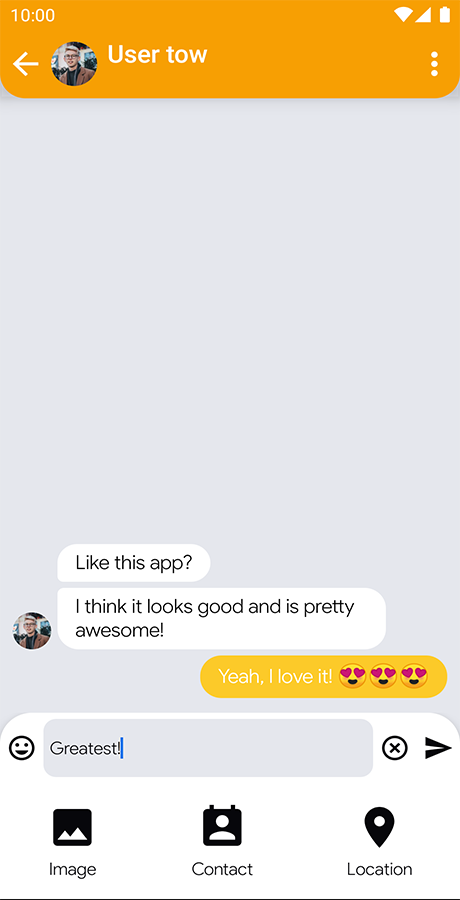 10:00
User tow
Like this app?
I think it looks good and is pretty
awesome!
Yeah, I love it! 😍😍😍
Greatest!
Image
Contact
Location